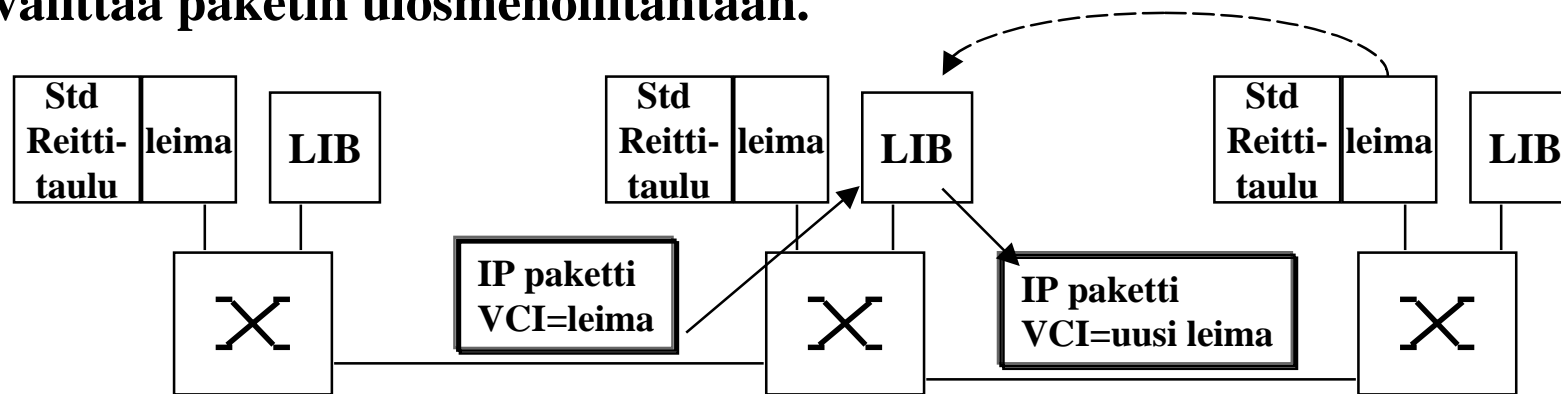 välittää paketin ulosmenoliitäntään.
Std
Reitti-
taulu
leima
LIB
Std
Reitti-
taulu
leima
LIB
Std
Reitti-
taulu
leima
LIB
IP paketti
VCI=leima
IP paketti
VCI=uusi leima